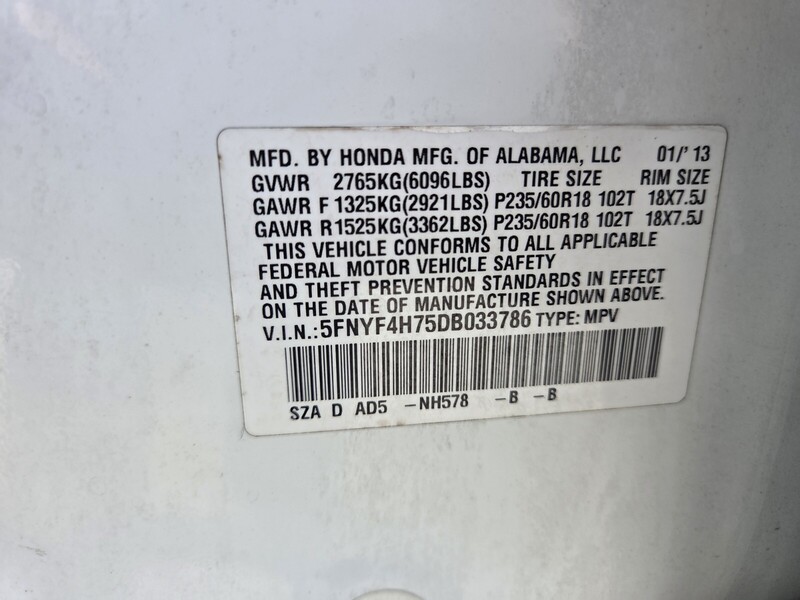 MFD. BY HONDA MFG. OF ALABAMA, LLC 01/'13
GVWR 2765KG(6096LBS) TIRE SIZE RIM SIZE
GAWR F 1325KG(2921LBS) P235/60R18 102T 18X7.5J
GAWR R 1525KG(3362LBS) P235/60R18 102T 18X7.5J
THIS VEHICLE CONFORMS TO ALL APPLICABLE
FEDERAL MOTOR VEHICLE SAFETY
AND THEFT PREVENTION STANDARDS IN EFFECT
ON THE DATE OF MANUFACTURE SHOWN ABOVE.
V.I.N.:5FNYF4H75DB033786 TYPE: MPV
SZA D AD5 -NH578 -B -B